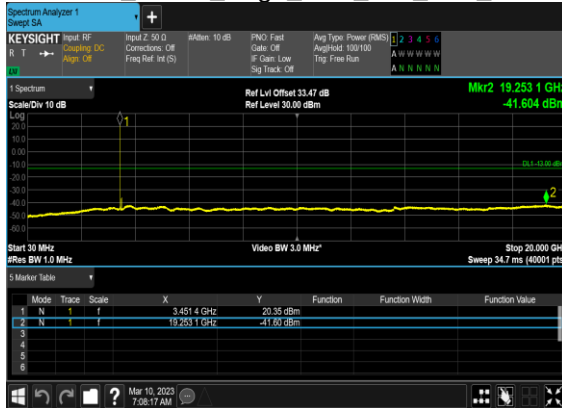 Spectrum Analyzer 1
Swept SA
+
KEYSIGHT Input: RF Input Z: 50 Ω #Atten: 10 dB PNO: Fast Avg Type: Power (RMS) 1 2 3 4 5 6
R T Coupling: DC Corrections: Off Gate: Off Avg|Hold: 100/100 A W W W W W
Align: Off Freq Ref: Int (S) IF Gain: Low Trig: Free Run
Sig Track: Off A N N N N N
1 Spectrum Ref Lvl Offset 33.47 dB Mkr2 19.253 1 GHz
Scale/Div 10 dB Ref Level 30.00 dBm -41.604 dBm
Log
20.0
10.0
0.00
-10.0
-20.0
-30.0
-40.0
-50.0
-60.0
1
DL1 -13.00 dBm
2
Start 30 MHz Video BW 3.0 MHz* Stop 20.000 GHz
#Res BW 1.0 MHz Sweep 34.7 ms (40001 pts)
5 Marker Table
Mode Trace Scale X Y Function Function Width Function Value
1 N 1 f 3.451 4 GHz 20.35 dBm
2 N 1 f 19.253 1 GHz -41.60 dBm
3
4
5
6
? Mar 10, 2023
7:08:17 AM